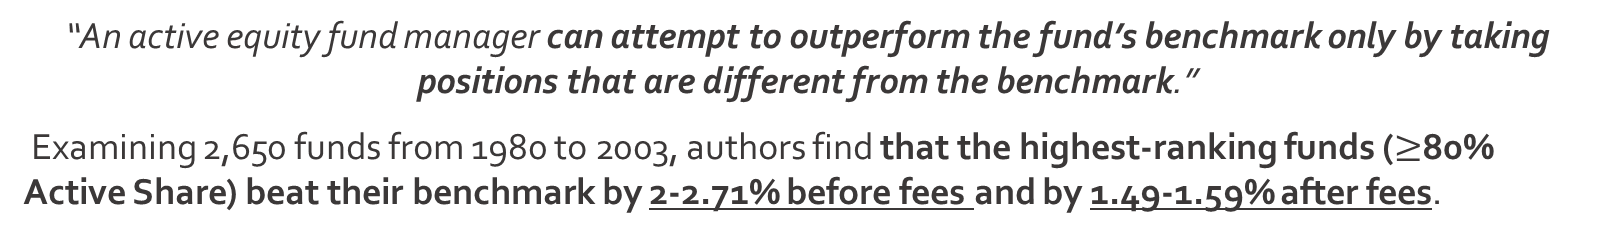 “An active equity fund manager can attempt to outperform the fund’s benchmark only by taking
positions that are different from the benchmark.”
Examining 2,650 funds from 1980 to 2003, authors find that the highest-ranking funds (≥80%
Active Share) beat their benchmark by 2-2.71% before fees and by 1.49-1.59% after fees.